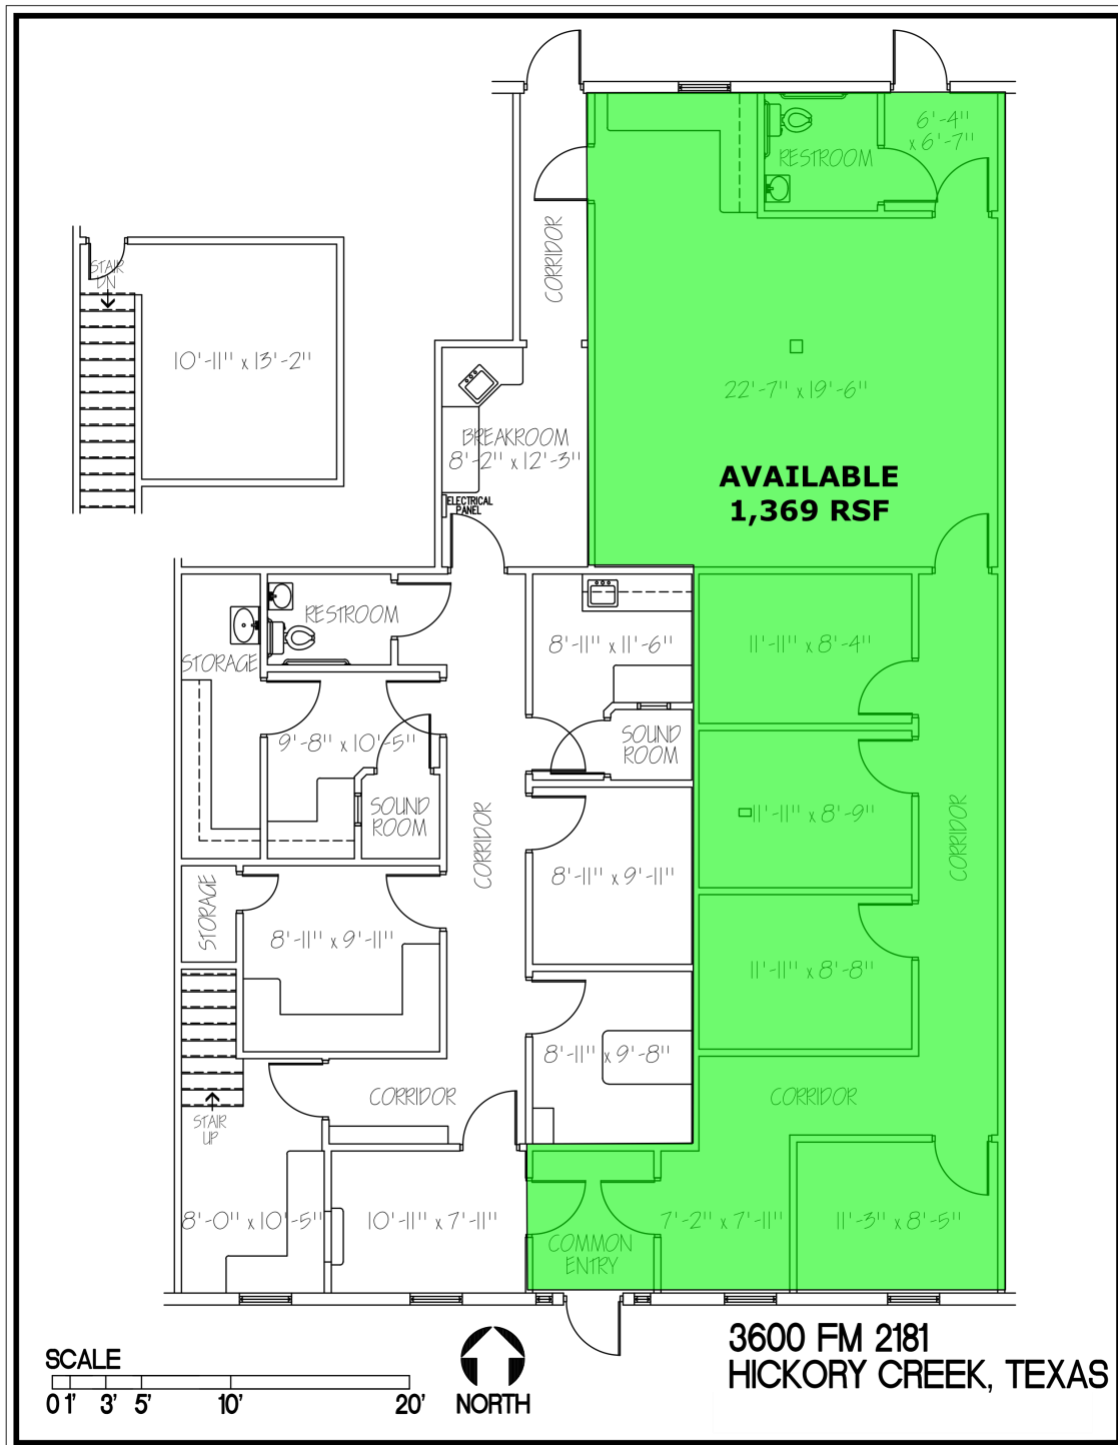 6'-4"
x 6'-7"
RESTROOM
CORRIDOR
STAIR
DN
10'-11" x 13'-2"
22'-7" x 19'-6"
BREAKROOM
8'-2" x 12'-3"
AVAILABLE
1,369 RSF
ELECTRICAL
PANEL
RESTROOM
8'-11" x 11'-6"
11'-11" x 8'-4"
STORAGE
9'-8" x 10'-5"
SOUND
ROOM
SOUND
ROOM
11'-11" x 8'-9"
CORRIDOR
CORRIDOR
STORAGE
8'-11" x 9'-11"
8'-11" x 9'-11"
11'-11" x 8'-8"
8'-11" x 9'-8"
CORRIDOR
CORRIDOR
STAIR
UP
8'-0" x 10'-5"
10'-11" x 7'-11"
7'-2" x 7'-11"
11'-3" x 8'-5"
COMMON
ENTRY
SCALE
0 1' 3' 5' 10' 20'
NORTH
3600 FM 2181
HICKORY CREEK, TEXAS